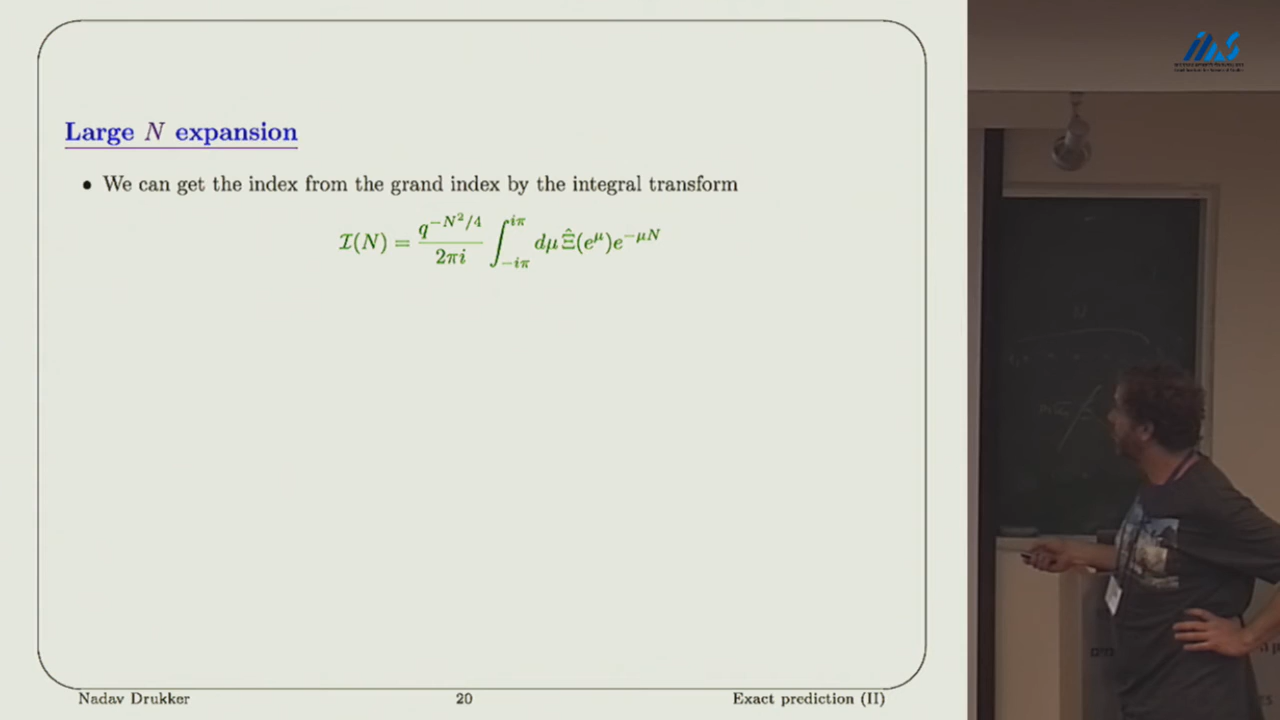 Large N expansion
• We can get the index from the grand index by the integral transform
I(N) = q^{-N²/4} / 2πi ∫_{-iπ}^{iπ} dμ Ξ̂(e^μ)e^{-μN}
Nadav Drukker 20 Exact prediction (II)
מים